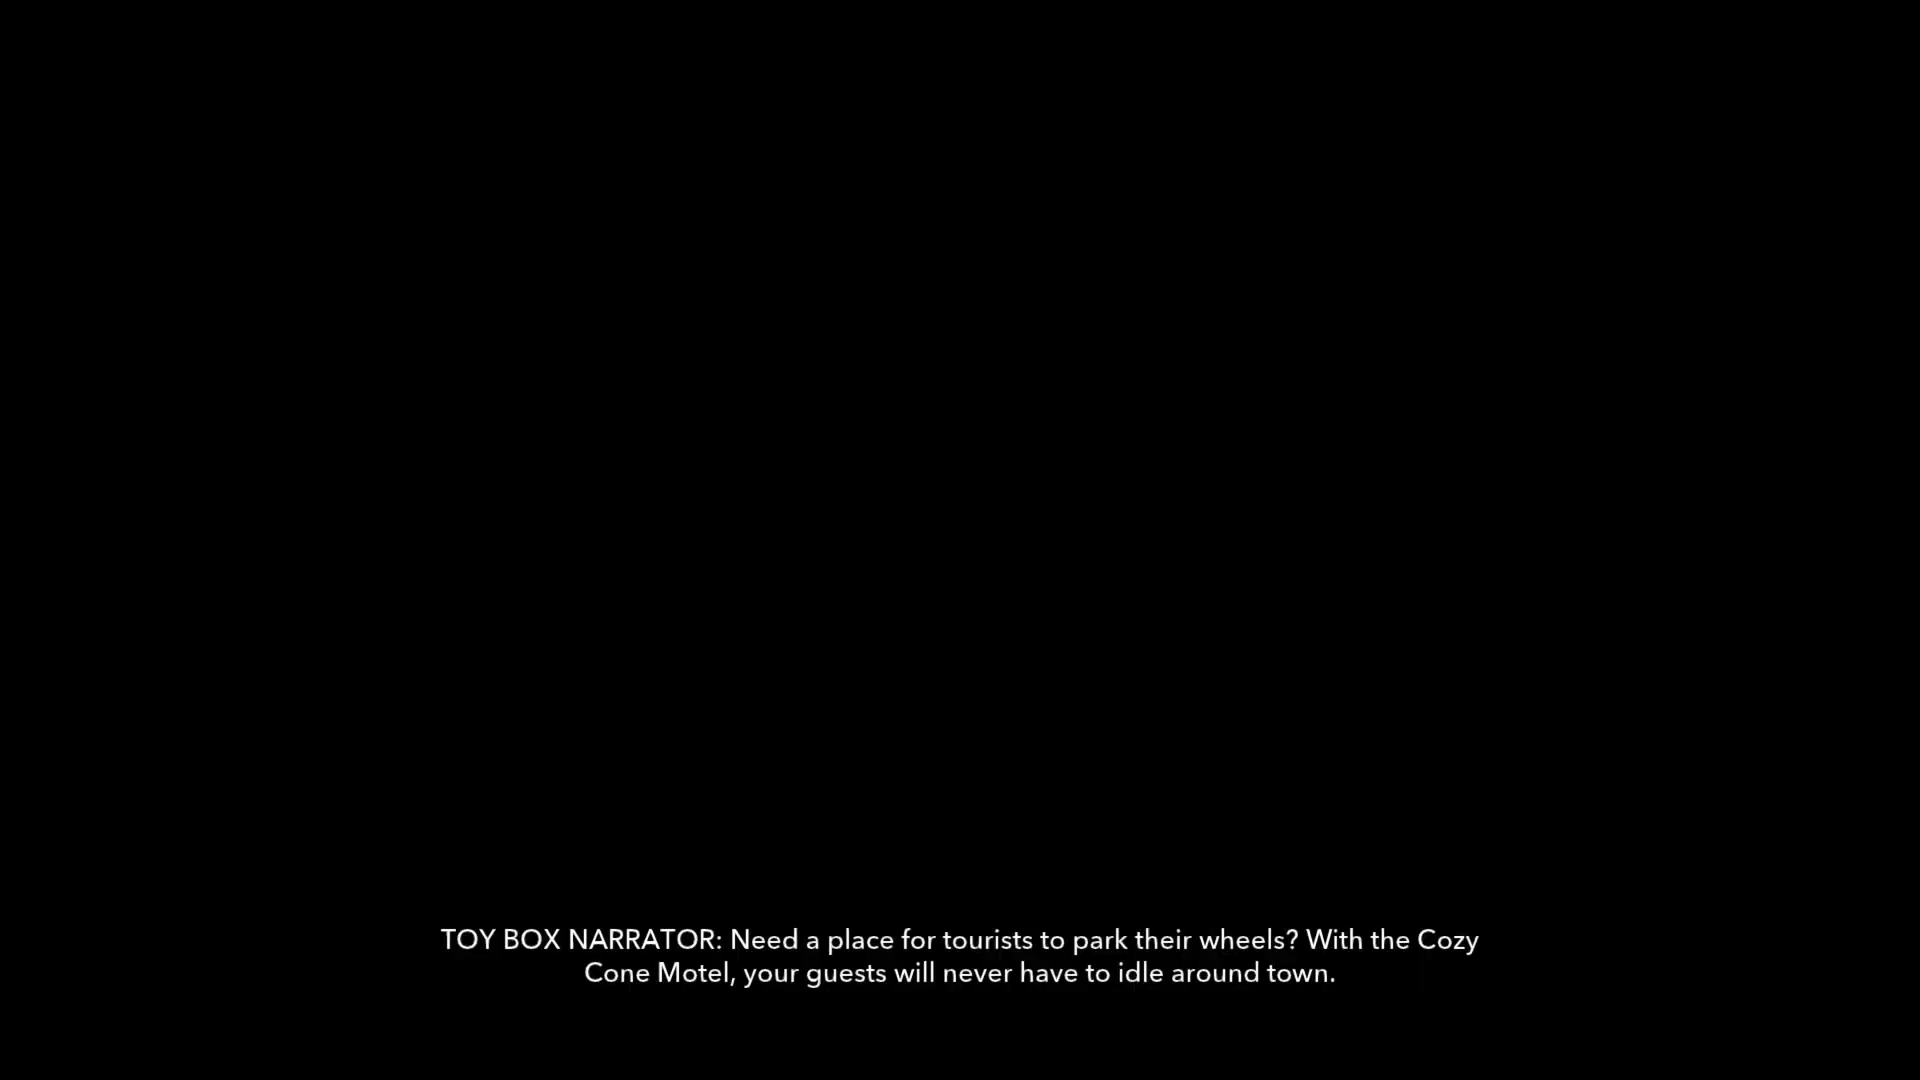 TOY BOX NARRATOR: Need a place for tourists to park their wheels? With the Cozy
Cone Motel, your guests will never have to idle around town.